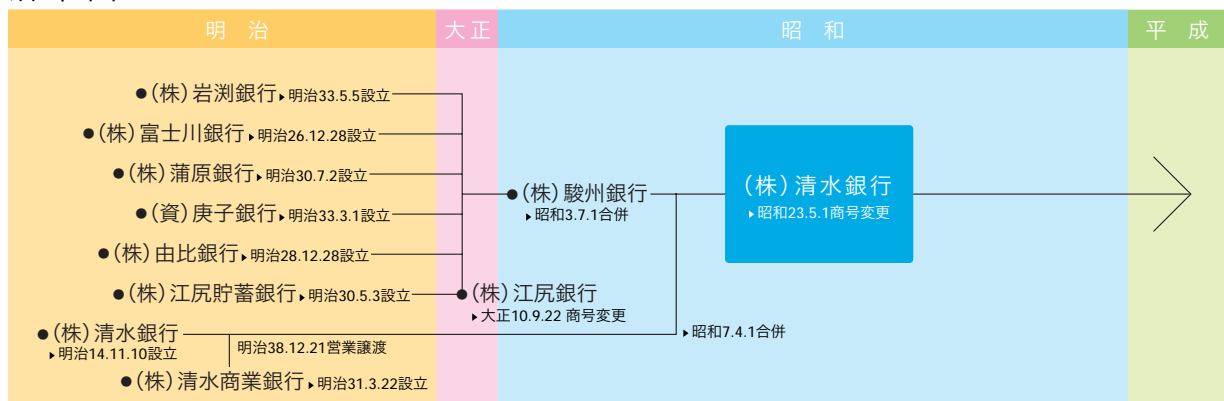 明 治
大正
昭 和
平 成
●(株)岩渕銀行▶明治33.5.5設立
●(株)富士川銀行▶明治26.12.28設立
●(株)蒲原銀行▶明治30.7.2設立
●(資)庚子銀行▶明治33.3.1設立
●(株)由比銀行▶明治28.12.28設立
●(株)江尻貯蓄銀行▶明治30.5.3設立
●(株)清水銀行
▶明治14.11.10設立
明治38.12.21営業譲渡
●(株)清水商業銀行▶明治31.3.22設立
●(株)江尻銀行
▶大正10.9.22 商号変更
●(株)駿州銀行
▶昭和3.7.1合併
▶昭和7.4.1合併
(株)清水銀行
▶昭和23.5.1商号変更